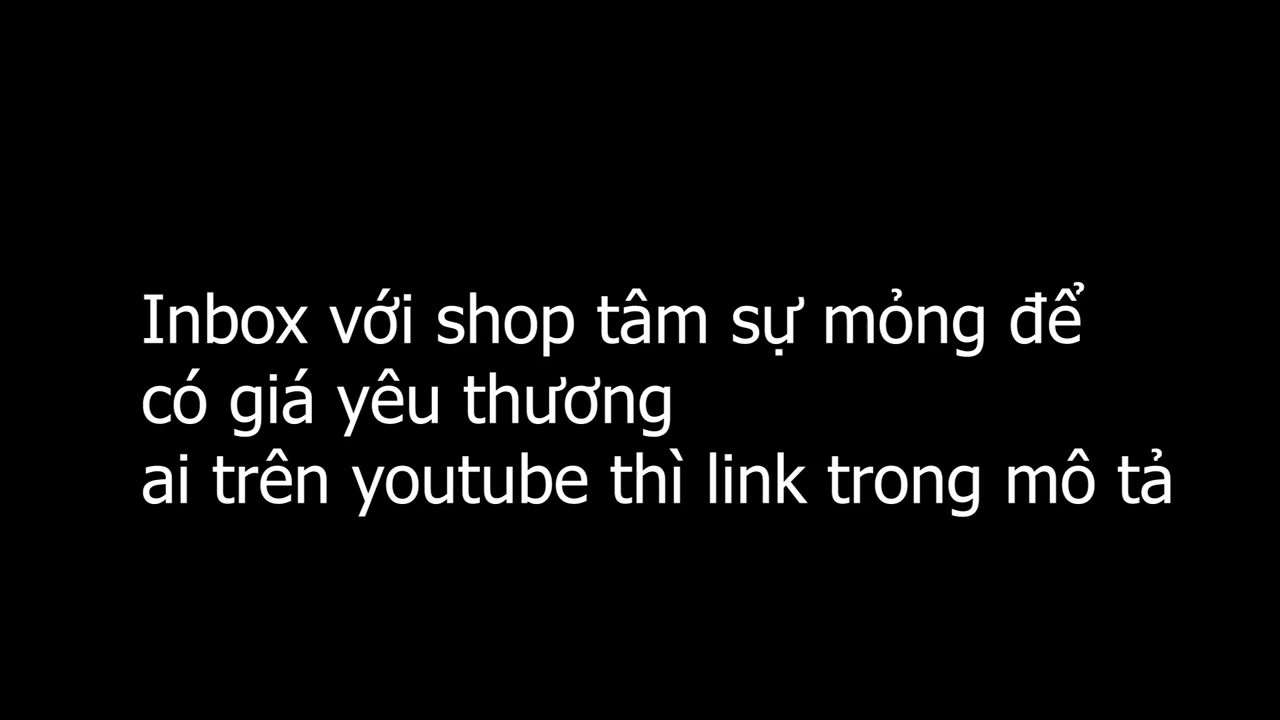 Inbox với shop tâm sự mỏng để
có giá yêu thương
ai trên youtube thì link trong mô tả